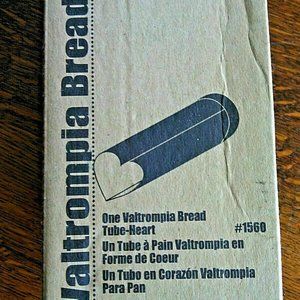 Valtrompia Bread
One Valtrompia Bread
Tube-Heart #1560
Un Tube à Pain Valtrompia en
Forme de Coeur
Un Tubo en Corazón Valtrompia
Para Pan